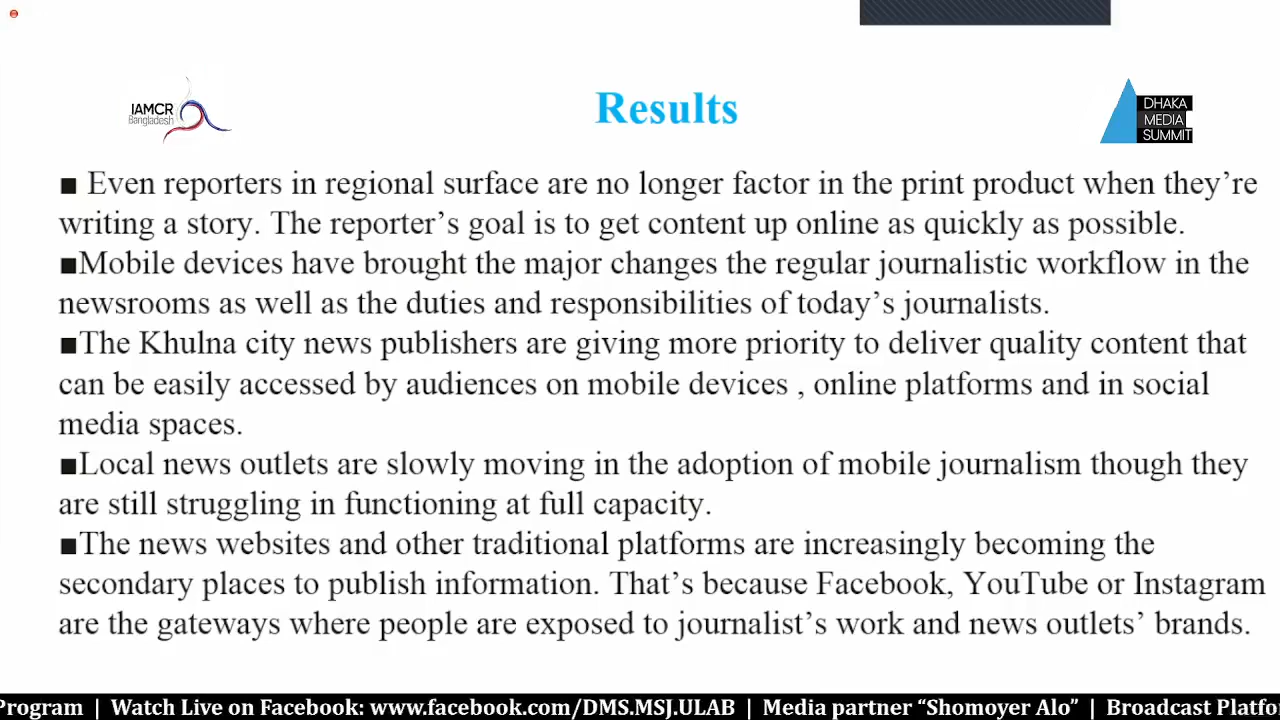 IAMCR
Bangladesh
Results
DHAKA
MEDIA
SUMMIT
■ Even reporters in regional surface are no longer factor in the print product when they’re
writing a story. The reporter’s goal is to get content up online as quickly as possible.
■Mobile devices have brought the major changes the regular journalistic workflow in the
newsrooms as well as the duties and responsibilities of today’s journalists.
■The Khulna city news publishers are giving more priority to deliver quality content that
can be easily accessed by audiences on mobile devices , online platforms and in social
media spaces.
■Local news outlets are slowly moving in the adoption of mobile journalism though they
are still struggling in functioning at full capacity.
■The news websites and other traditional platforms are increasingly becoming the
secondary places to publish information. That’s because Facebook, YouTube or Instagram
are the gateways where people are exposed to journalist’s work and news outlets’ brands.
Program | Watch Live on Facebook: www.facebook.com/DMS.MSJ.ULAB | Media partner “Shomoyer Alo” | Broadcast Platfo